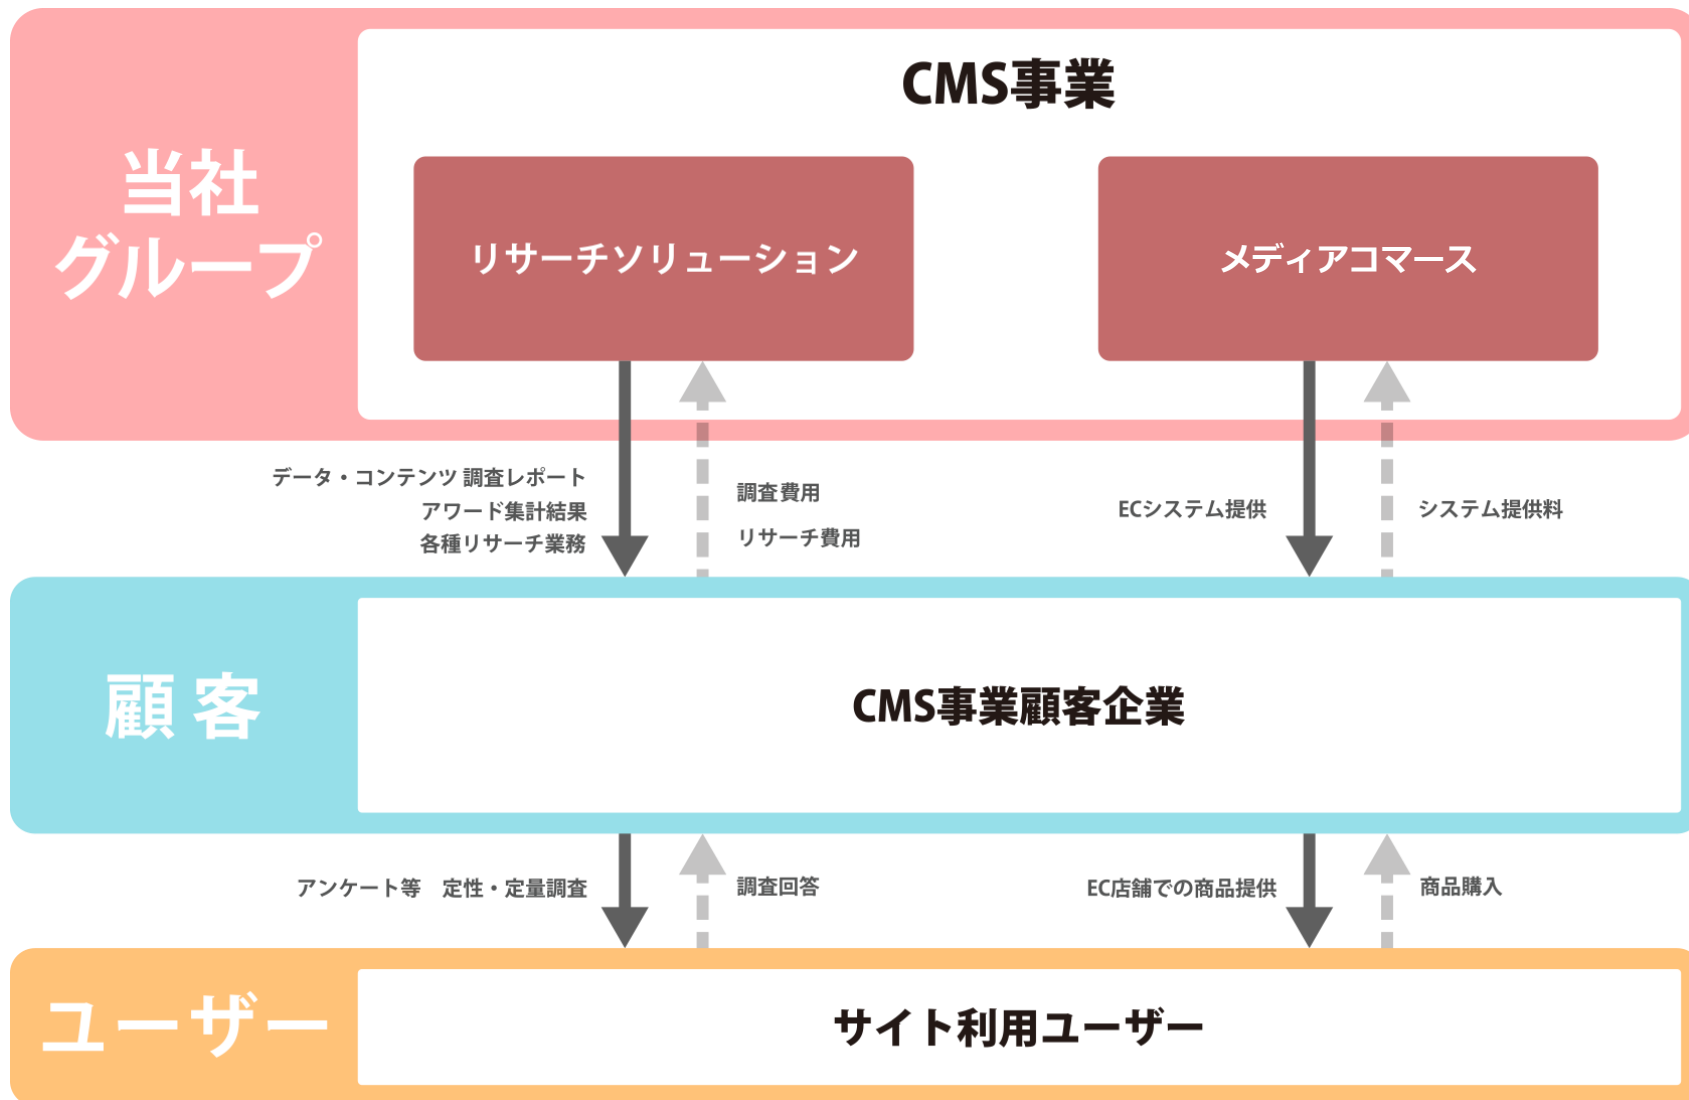 CMS事業
当社
グループ
リサーチソリューション
メディアコマース
データ・コンテンツ 調査レポート
アワード集計結果
各種リサーチ業務
調査費用
リサーチ費用
ECシステム提供
システム提供料
顧 客
CMS事業顧客企業
アンケート等　定性・定量調査
調査回答
EC店舗での商品提供
商品購入
ユーザー
サイト利用ユーザー